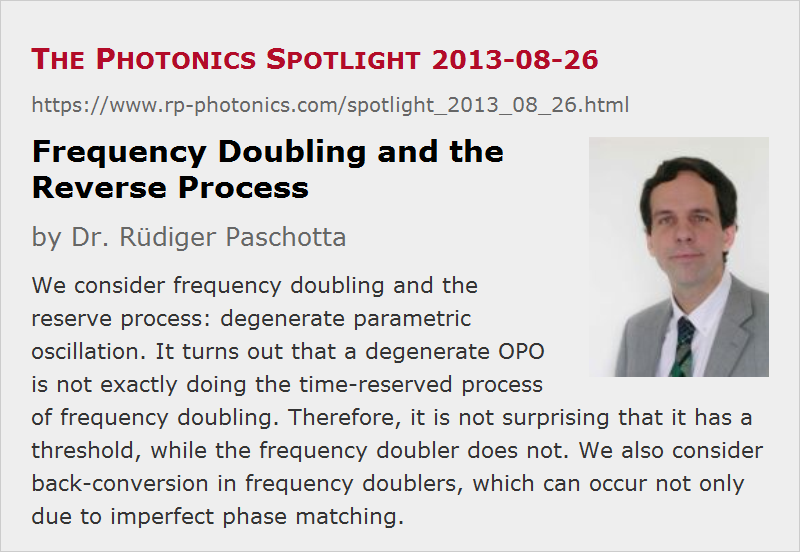 THE PHOTONICS SPOTLIGHT 2013-08-26
https://www.rp-photonics.com/spotlight_2013_08_26.html
Frequency Doubling and the
Reverse Process
by Dr. Rüdiger Paschotta
We consider frequency doubling and the
reserve process: degenerate parametric
oscillation. It turns out that a degenerate OPO
is not exactly doing the time-reserved process
of frequency doubling. Therefore, it is not surprising that it has a
threshold, while the frequency doubler does not. We also consider
back-conversion in frequency doublers, which can occur not only
due to imperfect phase matching.